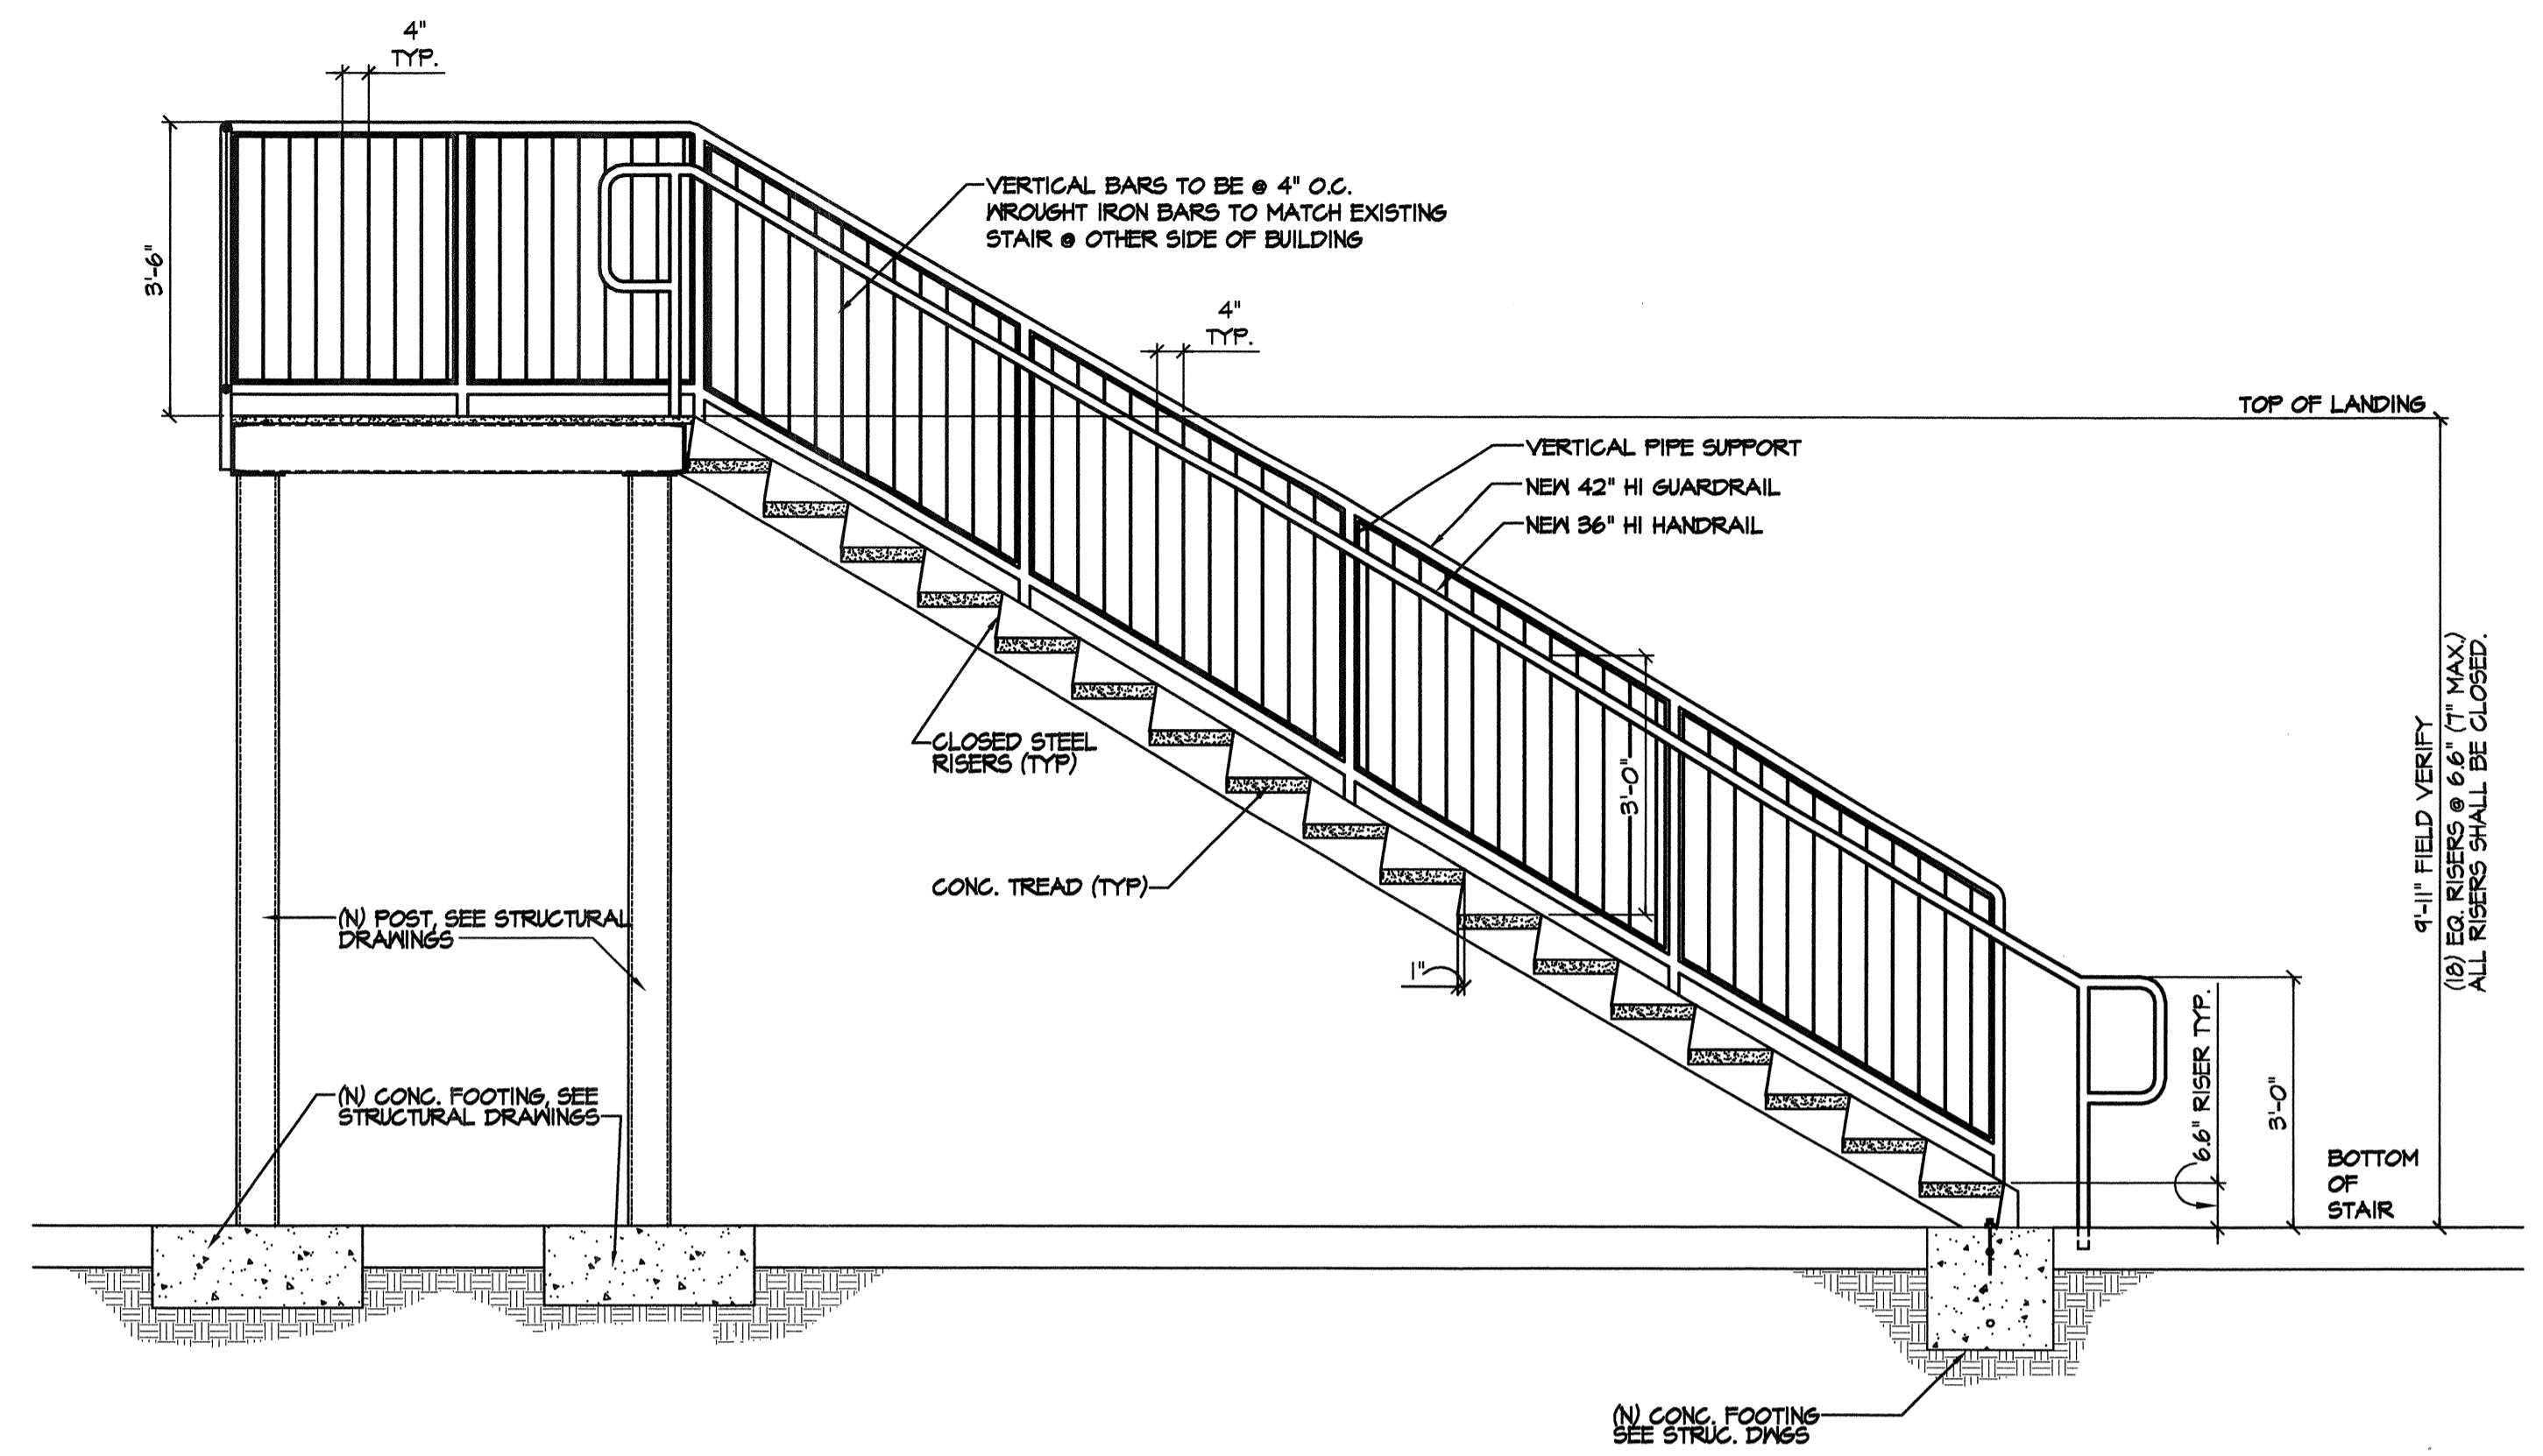 4"
TYP.
3'-6"
VERTICAL BARS TO BE @ 4" O.C.
WROUGHT IRON BARS TO MATCH EXISTING
STAIR @ OTHER SIDE OF BUILDING
4"
TYP.
TOP OF LANDING
VERTICAL PIPE SUPPORT
NEW 42" HI GUARDRAIL
NEW 36" HI HANDRAIL
CLOSED STEEL
RISERS (TYP)
3'-0"
CONC. TREAD (TYP)
9'-11" FIELD VERIFY
(18) EQ. RISERS @ 6.6" (7" MAX.)
ALL RISERS SHALL BE CLOSED.
(N) POST, SEE STRUCTURAL
DRAWINGS
1"
6.6" RISER TYP.
3'-0"
(N) CONC. FOOTING, SEE
STRUCTURAL DRAWINGS
BOTTOM
OF
STAIR
(N) CONC. FOOTING
SEE STRUC. DWGS